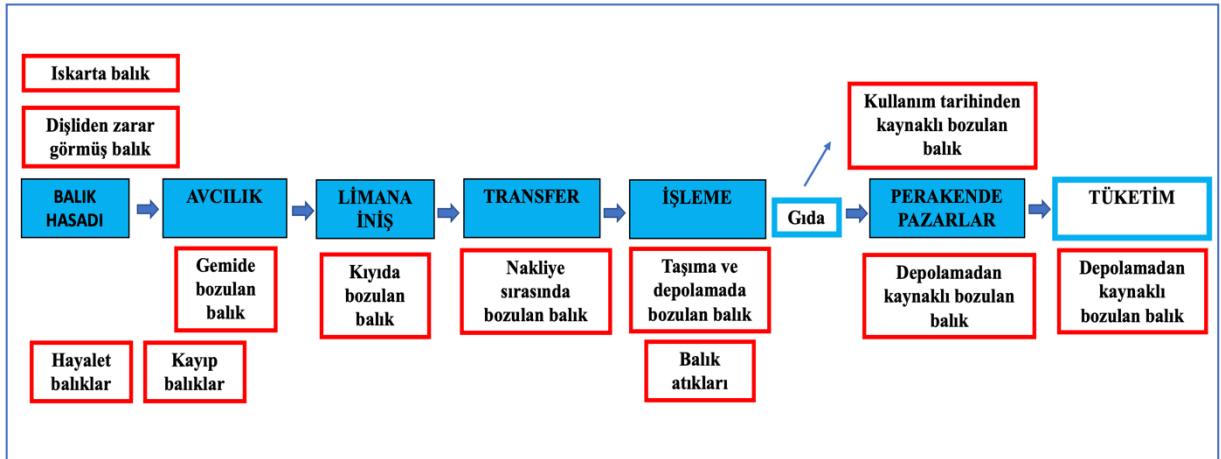 Iskarta balık
Dişliden zarar
görmüş balık
Kullanım tarihinden
kaynaklı bozulan
balık
BALIK
HASADI
AVCILIK
LİMANA
İNİŞ
TRANSFER
İŞLEME
Gıda
PERAKENDE
PAZARLAR
TÜKETİM
Gemide
bozulan
balık
Kıyıda
bozulan
balık
Nakliye
sırasında
bozulan balık
Taşıma ve
depolamada
bozulan balık
Depolamadan
kaynaklı bozulan
balık
Depolamadan
kaynaklı
bozulan balık
Hayalet
balıklar
Kayıp
balıklar
Balık
atıkları